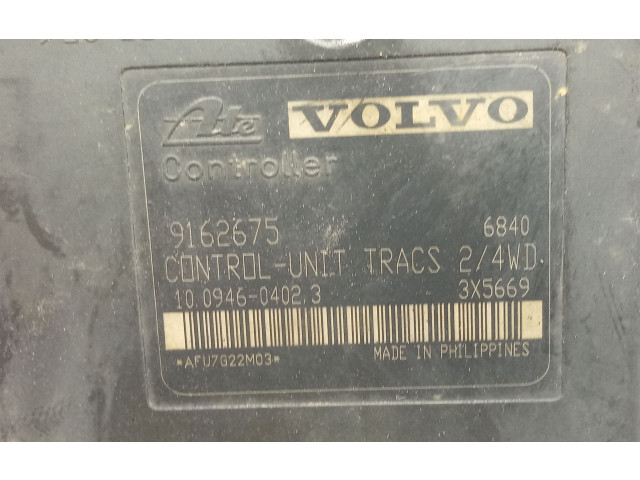 Ate VOLVO
Controller
9162675 6840
CONTROL-UNIT TRACS 2/4WD
10.0946-0402.3 3X5669
*AFU7G22M03* MADE IN PHILIPPINES